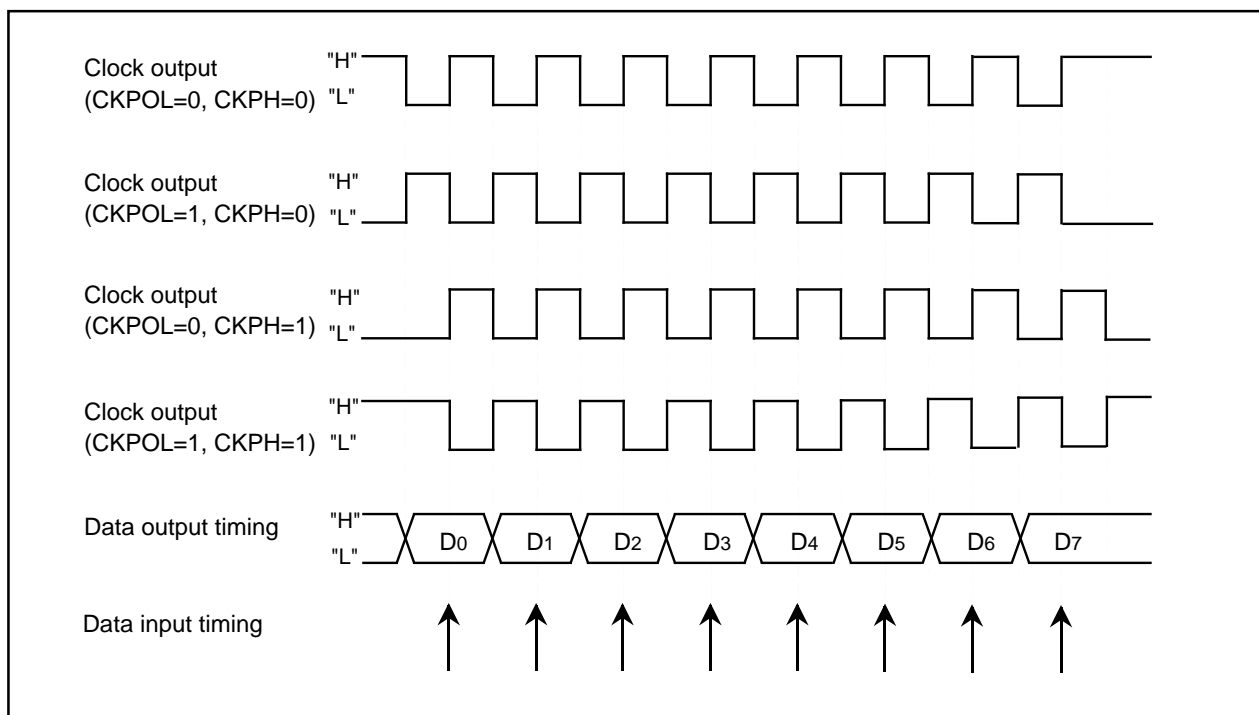 Clock output
(CKPOL=0, CKPH=0)
"H"
"L"
Clock output
(CKPOL=1, CKPH=0)
"H"
"L"
Clock output
(CKPOL=0, CKPH=1)
"H"
"L"
Clock output
(CKPOL=1, CKPH=1)
"H"
"L"
Data output timing
"H"
"L"
D0 D1 D2 D3 D4 D5 D6 D7
Data input timing